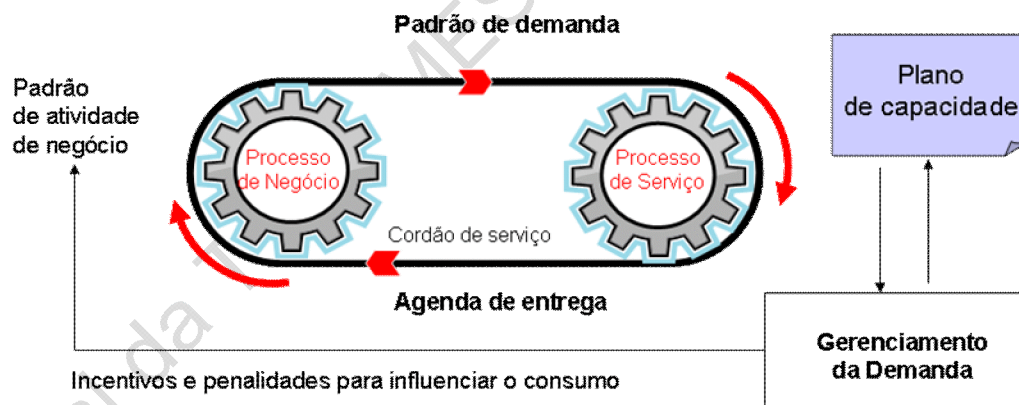 Padrão de demanda
Padrão
de atividade
de negócio
Plano
de capacidade
Processo
de Negócio
Processo
de Serviço
Cordão de serviço
Agenda de entrega
Gerenciamento
da Demanda
Incentivos e penalidades para influenciar o consumo